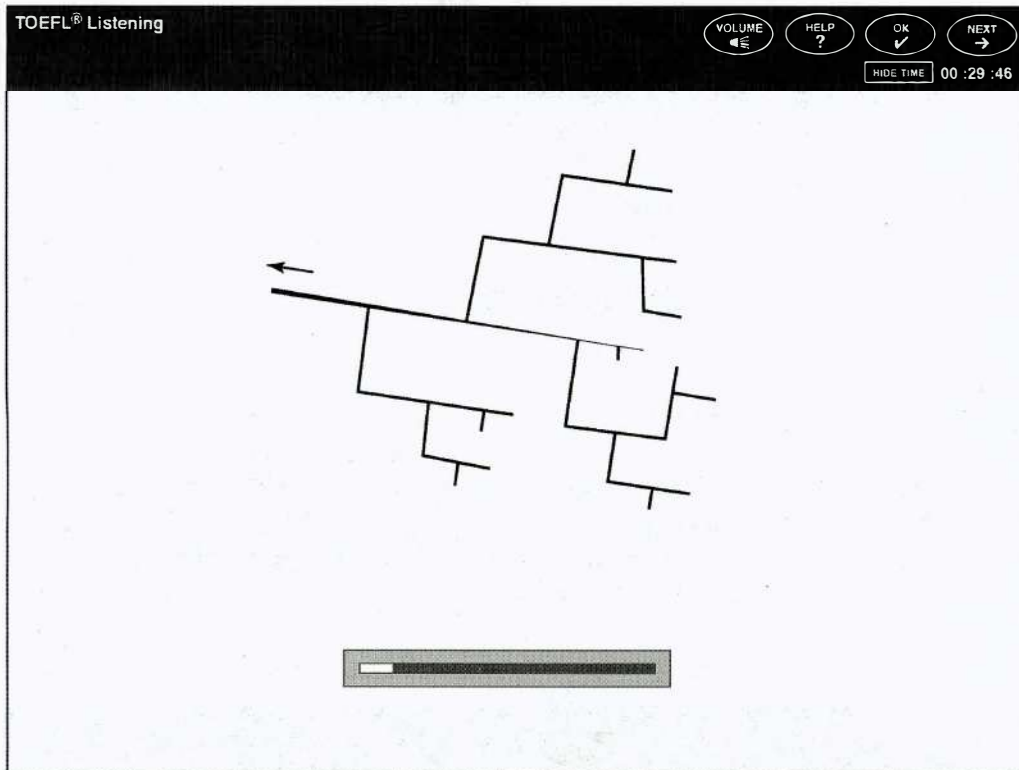 TOEFL® Listening
VOLUME
HELP
?
OK
NEXT
HIDE TIME 00 :29 :46